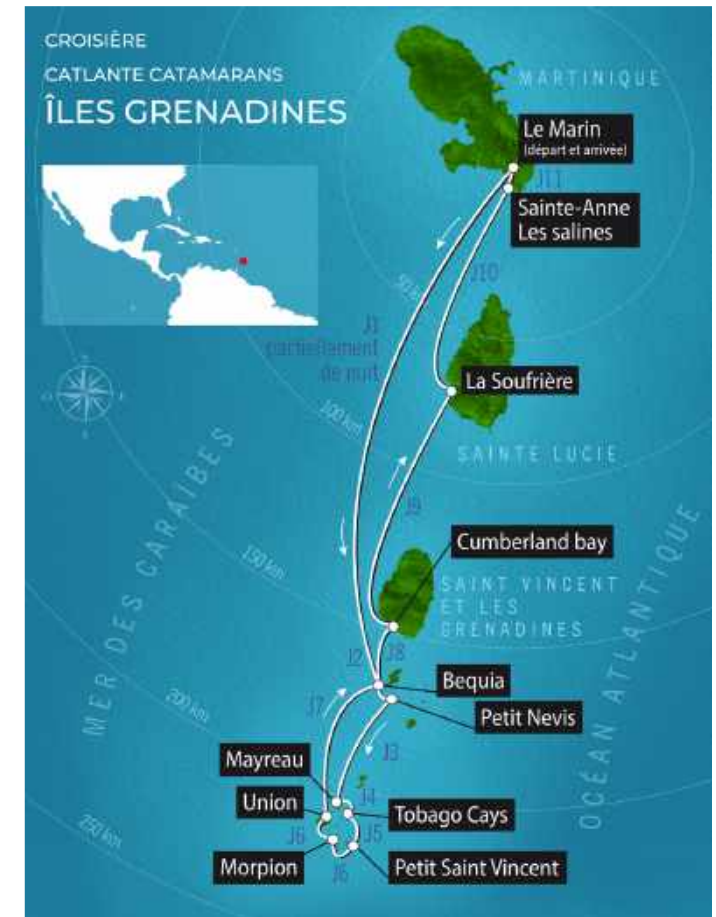 CROISIÈRE
CATLANTE CATAMARANS
ÎLES GRENADINES
MARTINIQUE
Le Marin
(départ et arrivée)
J11
Sainte-Anne
Les salines
J10
50 km
J1
partiellament
de nuit
La Soufrière
100 km
SAINTE LUCIE
MER DES CARAÏBES
J9
Cumberland bay
150 km
SAINT VINCENT
ET LES
GRENADINES
OCÉAN ATLANTIQUE
J2
J8
Bequia
200 km
J7
Petit Nevis
J3
Mayreau
J4
Union
Tobago Cays
250 km
J6
J5
Morpion
J6
Petit Saint Vincent